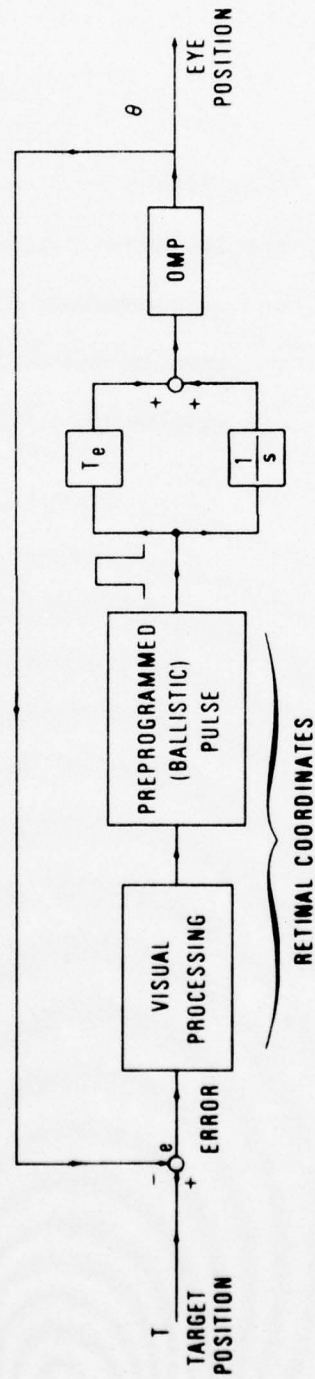 T
TARGET
POSITION
−
+
e
ERROR
VISUAL
PROCESSING
PREPROGRAMMED
(BALLISTIC)
PULSE
RETINAL COORDINATES
Te
1
s
+
+
OMP
θ
EYE
POSITION